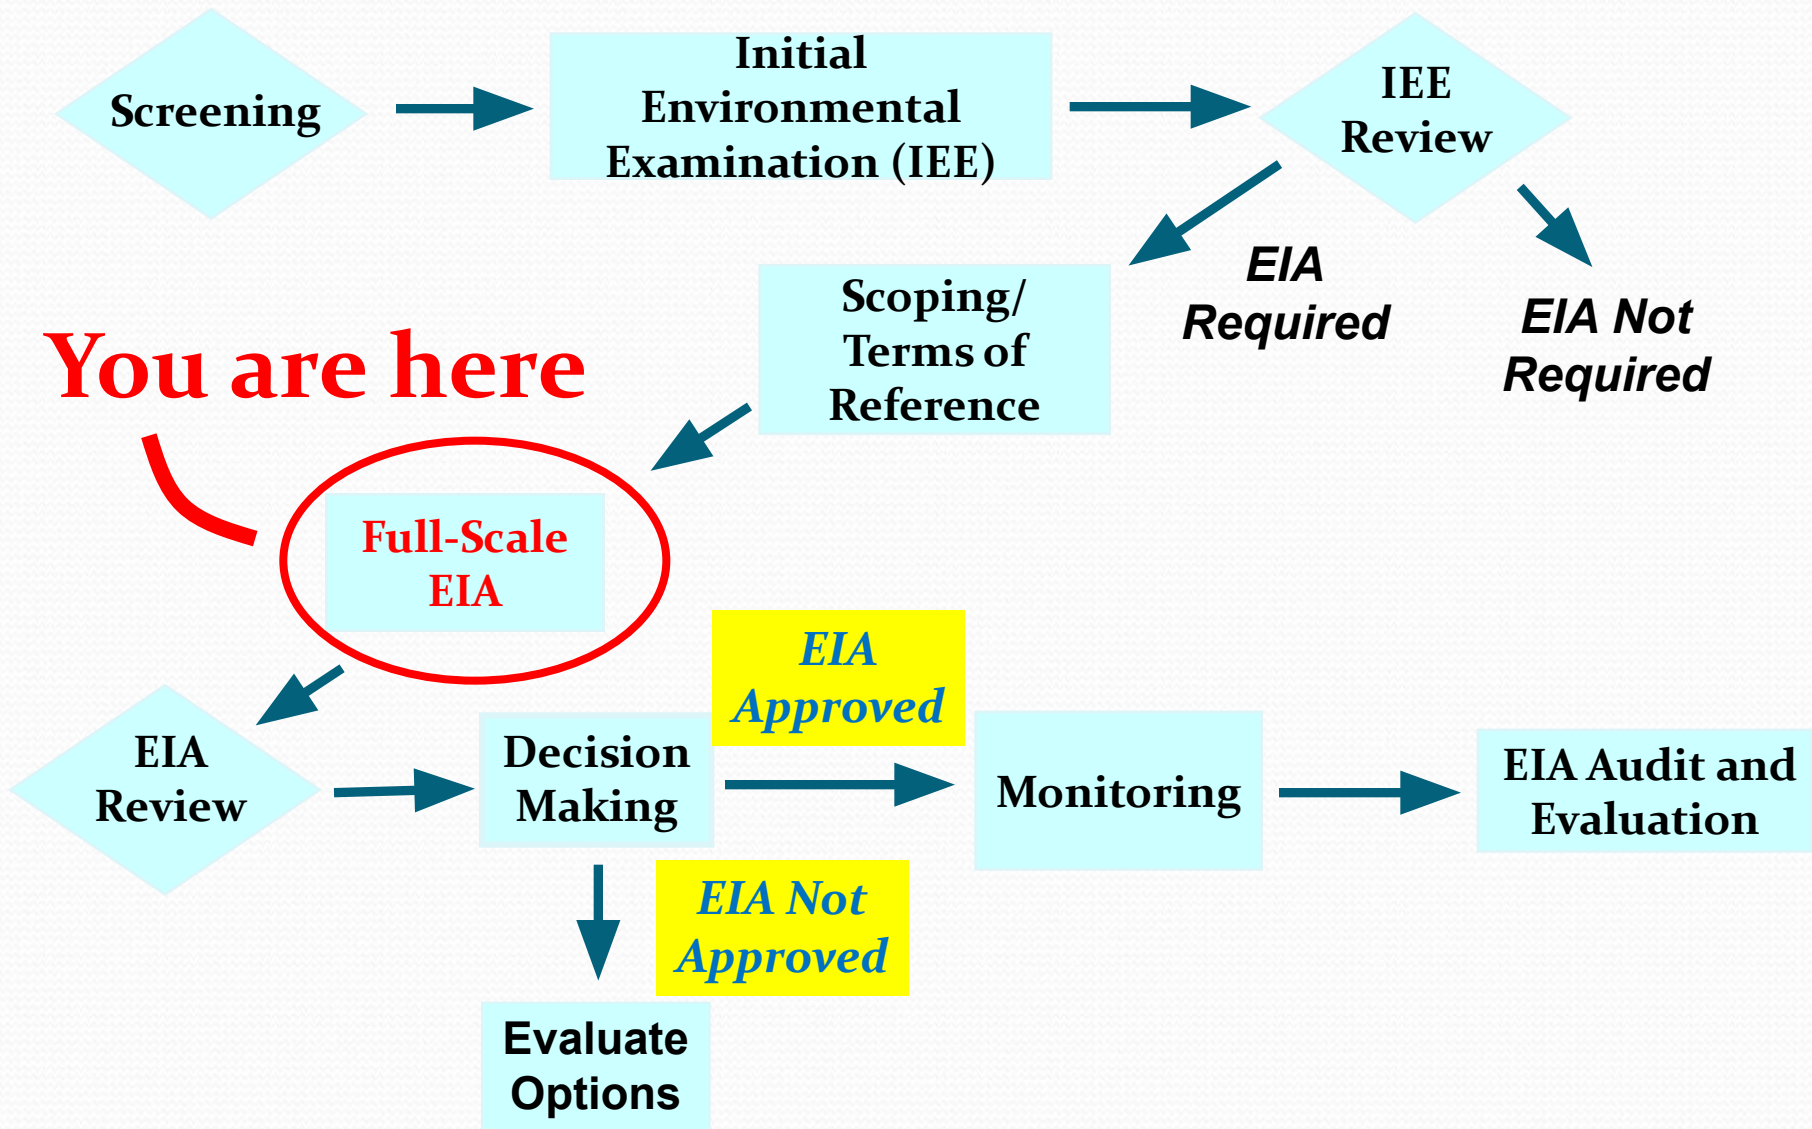 Screening
Initial
Environmental
Examination (IEE)
IEE
Review
EIA
Required
EIA Not
Required
Scoping/
Terms of
Reference
You are here
Full-Scale
EIA
EIA
Review
Decision
Making
EIA
Approved
Monitoring
EIA Audit and
Evaluation
EIA Not
Approved
Evaluate
Options